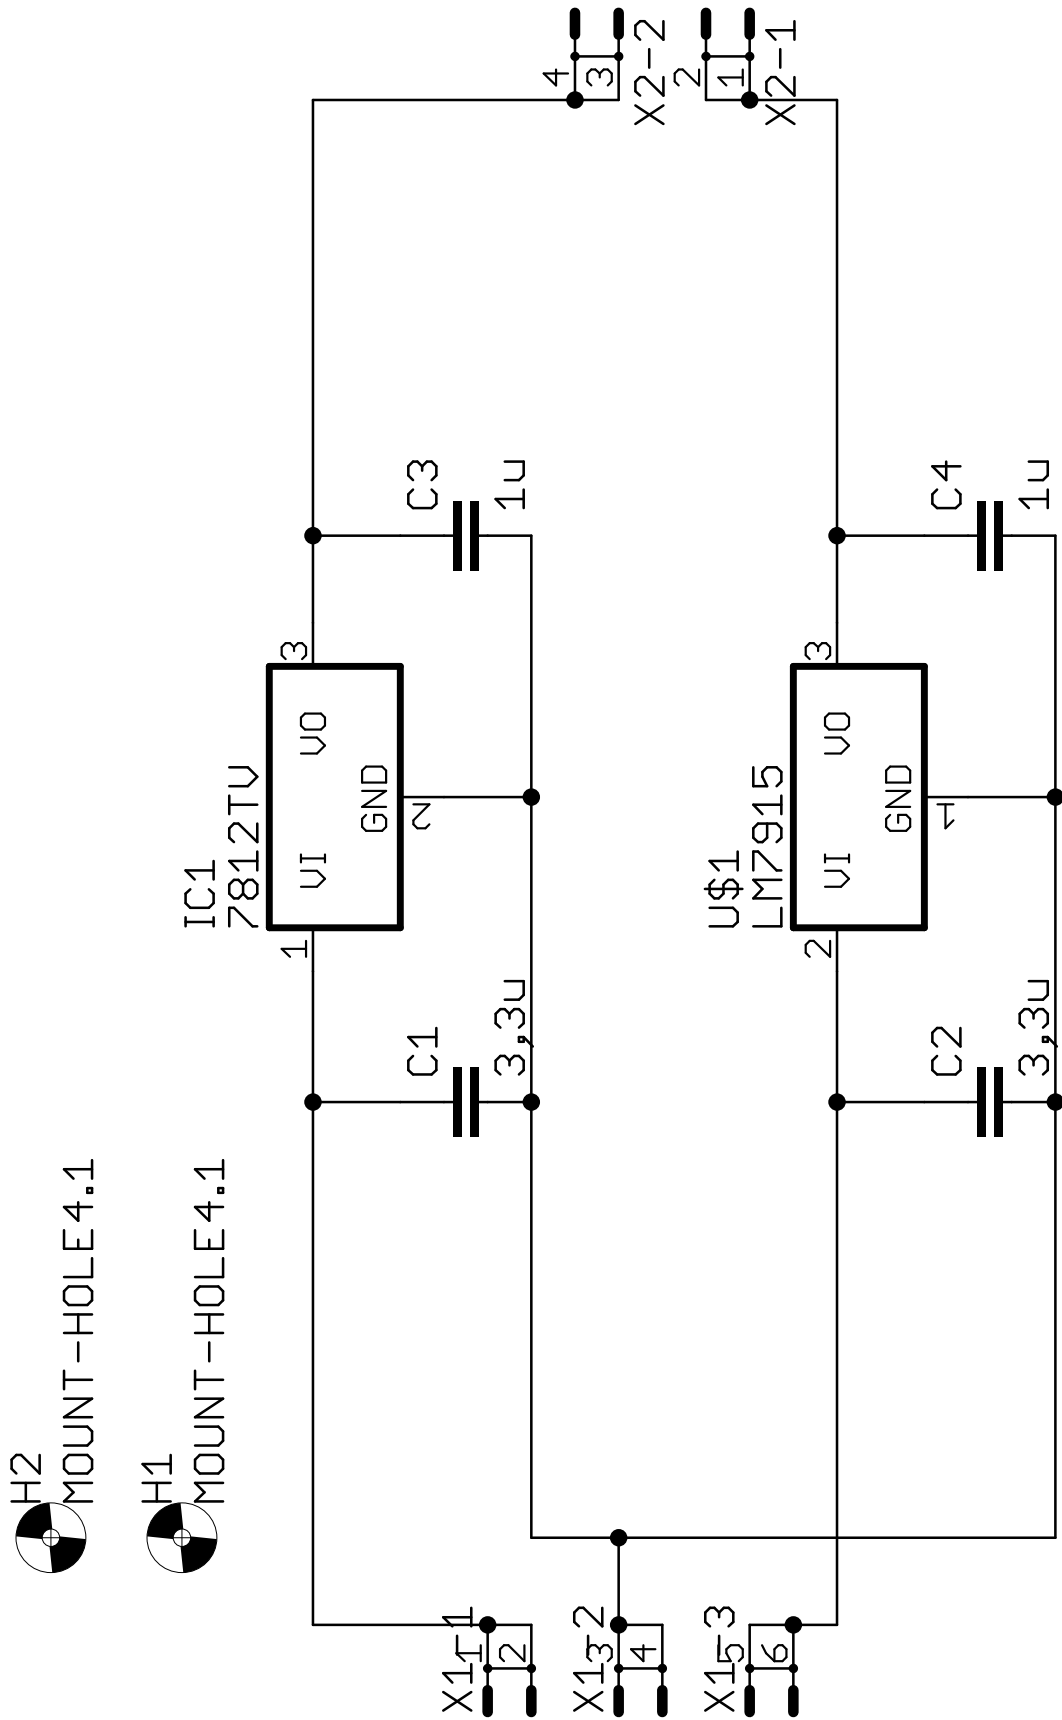 H2
MOUNT-HOLE4.1
H1
MOUNT-HOLE4.1
IC1
7812TV
VI
VO
GND
1
2
3
C1
3,3u
C3
1u
X1-1
1
2
X1-2
3
4
X1-3
5
6
4
3
X2-2
2
1
X2-1
U$1
LM7915
VI
VO
GND
2
1
3
C2
3,3u
C4
1u